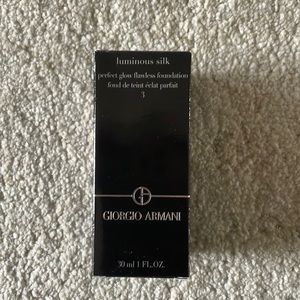 luminous silk
perfect glow flawless foundation
fond de teint éclat parfait
3
GIORGIO ARMANI
30 ml 1 FL.OZ.